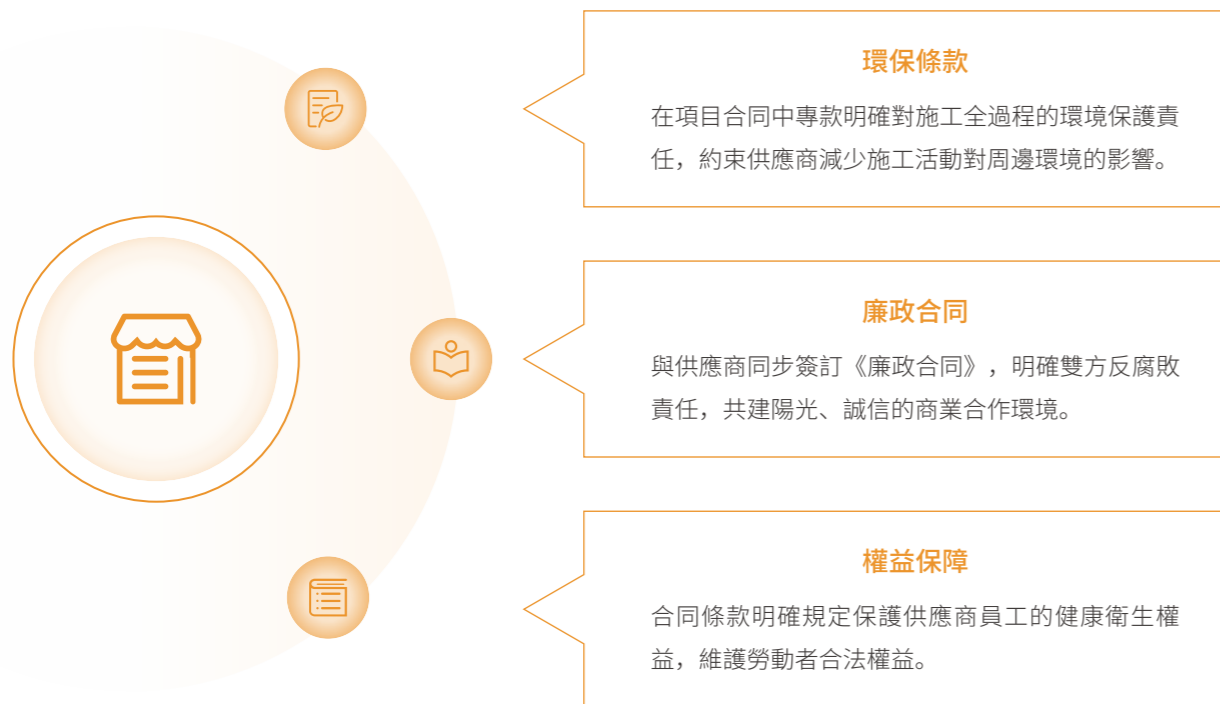 環保條款
在項目合同中專款明確對施工全過程的環境保護責
任，約束供應商減少施工活動對周邊環境的影響。
廉政合同
與供應商同步簽訂《廉政合同》，明確雙方反腐敗
責任，共建陽光、誠信的商業合作環境。
權益保障
合同條款明確規定保護供應商員工的健康衛生權
益，維護勞動者合法權益。